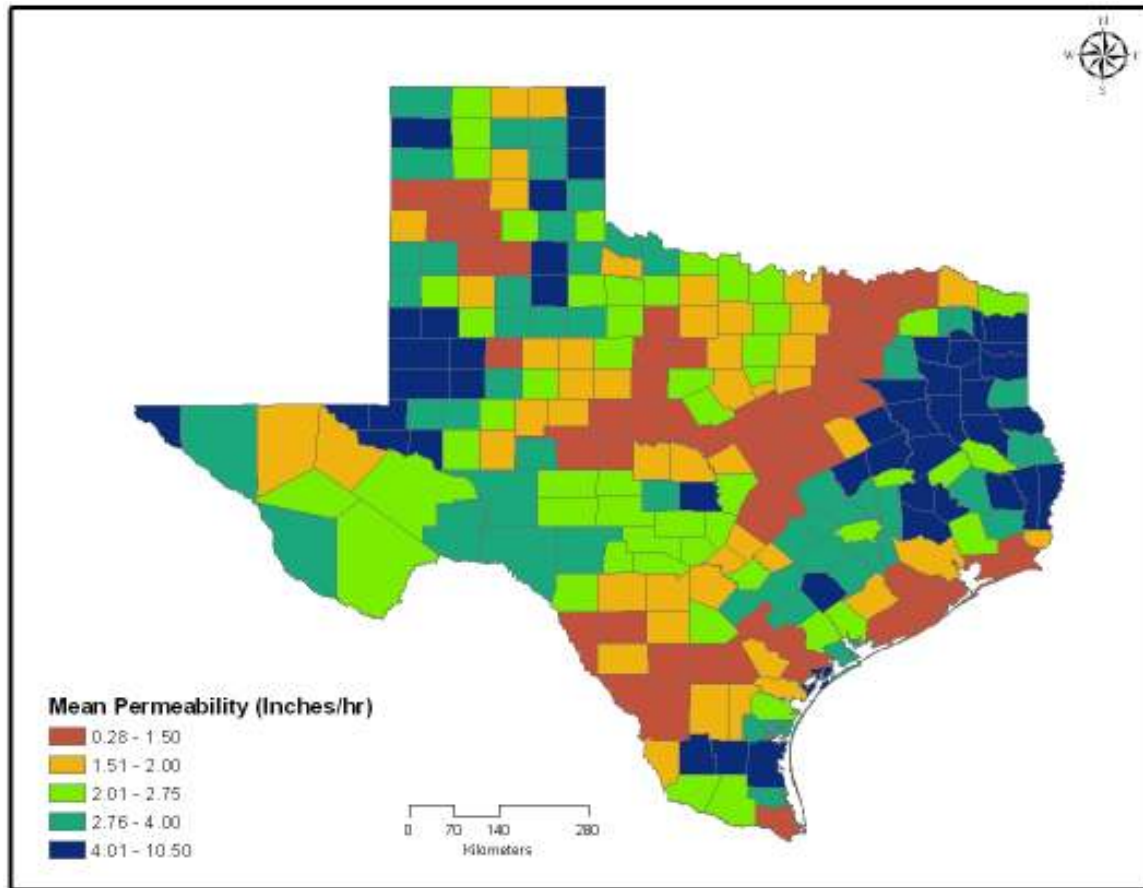 N
W E
S
Mean Permeability (Inches/hr)
0.28 - 1.50
1.51 - 2.00
2.01 - 2.75
2.76 - 4.00
4.01 - 10.50
0 70 140 280
Kilometers